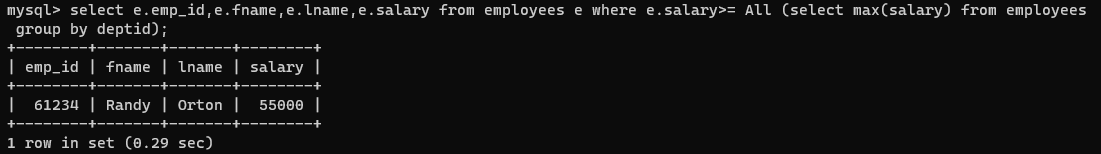 mysql> select e.emp_id,e.fname,e.lname,e.salary from employees e where e.salary>= All (select max(salary) from employees
 group by deptid);
+--------+-------+-------+--------+
| emp_id | fname | lname | salary |
+--------+-------+-------+--------+
|  61234 | Randy | Orton |  55000 |
+--------+-------+-------+--------+
1 row in set (0.29 sec)